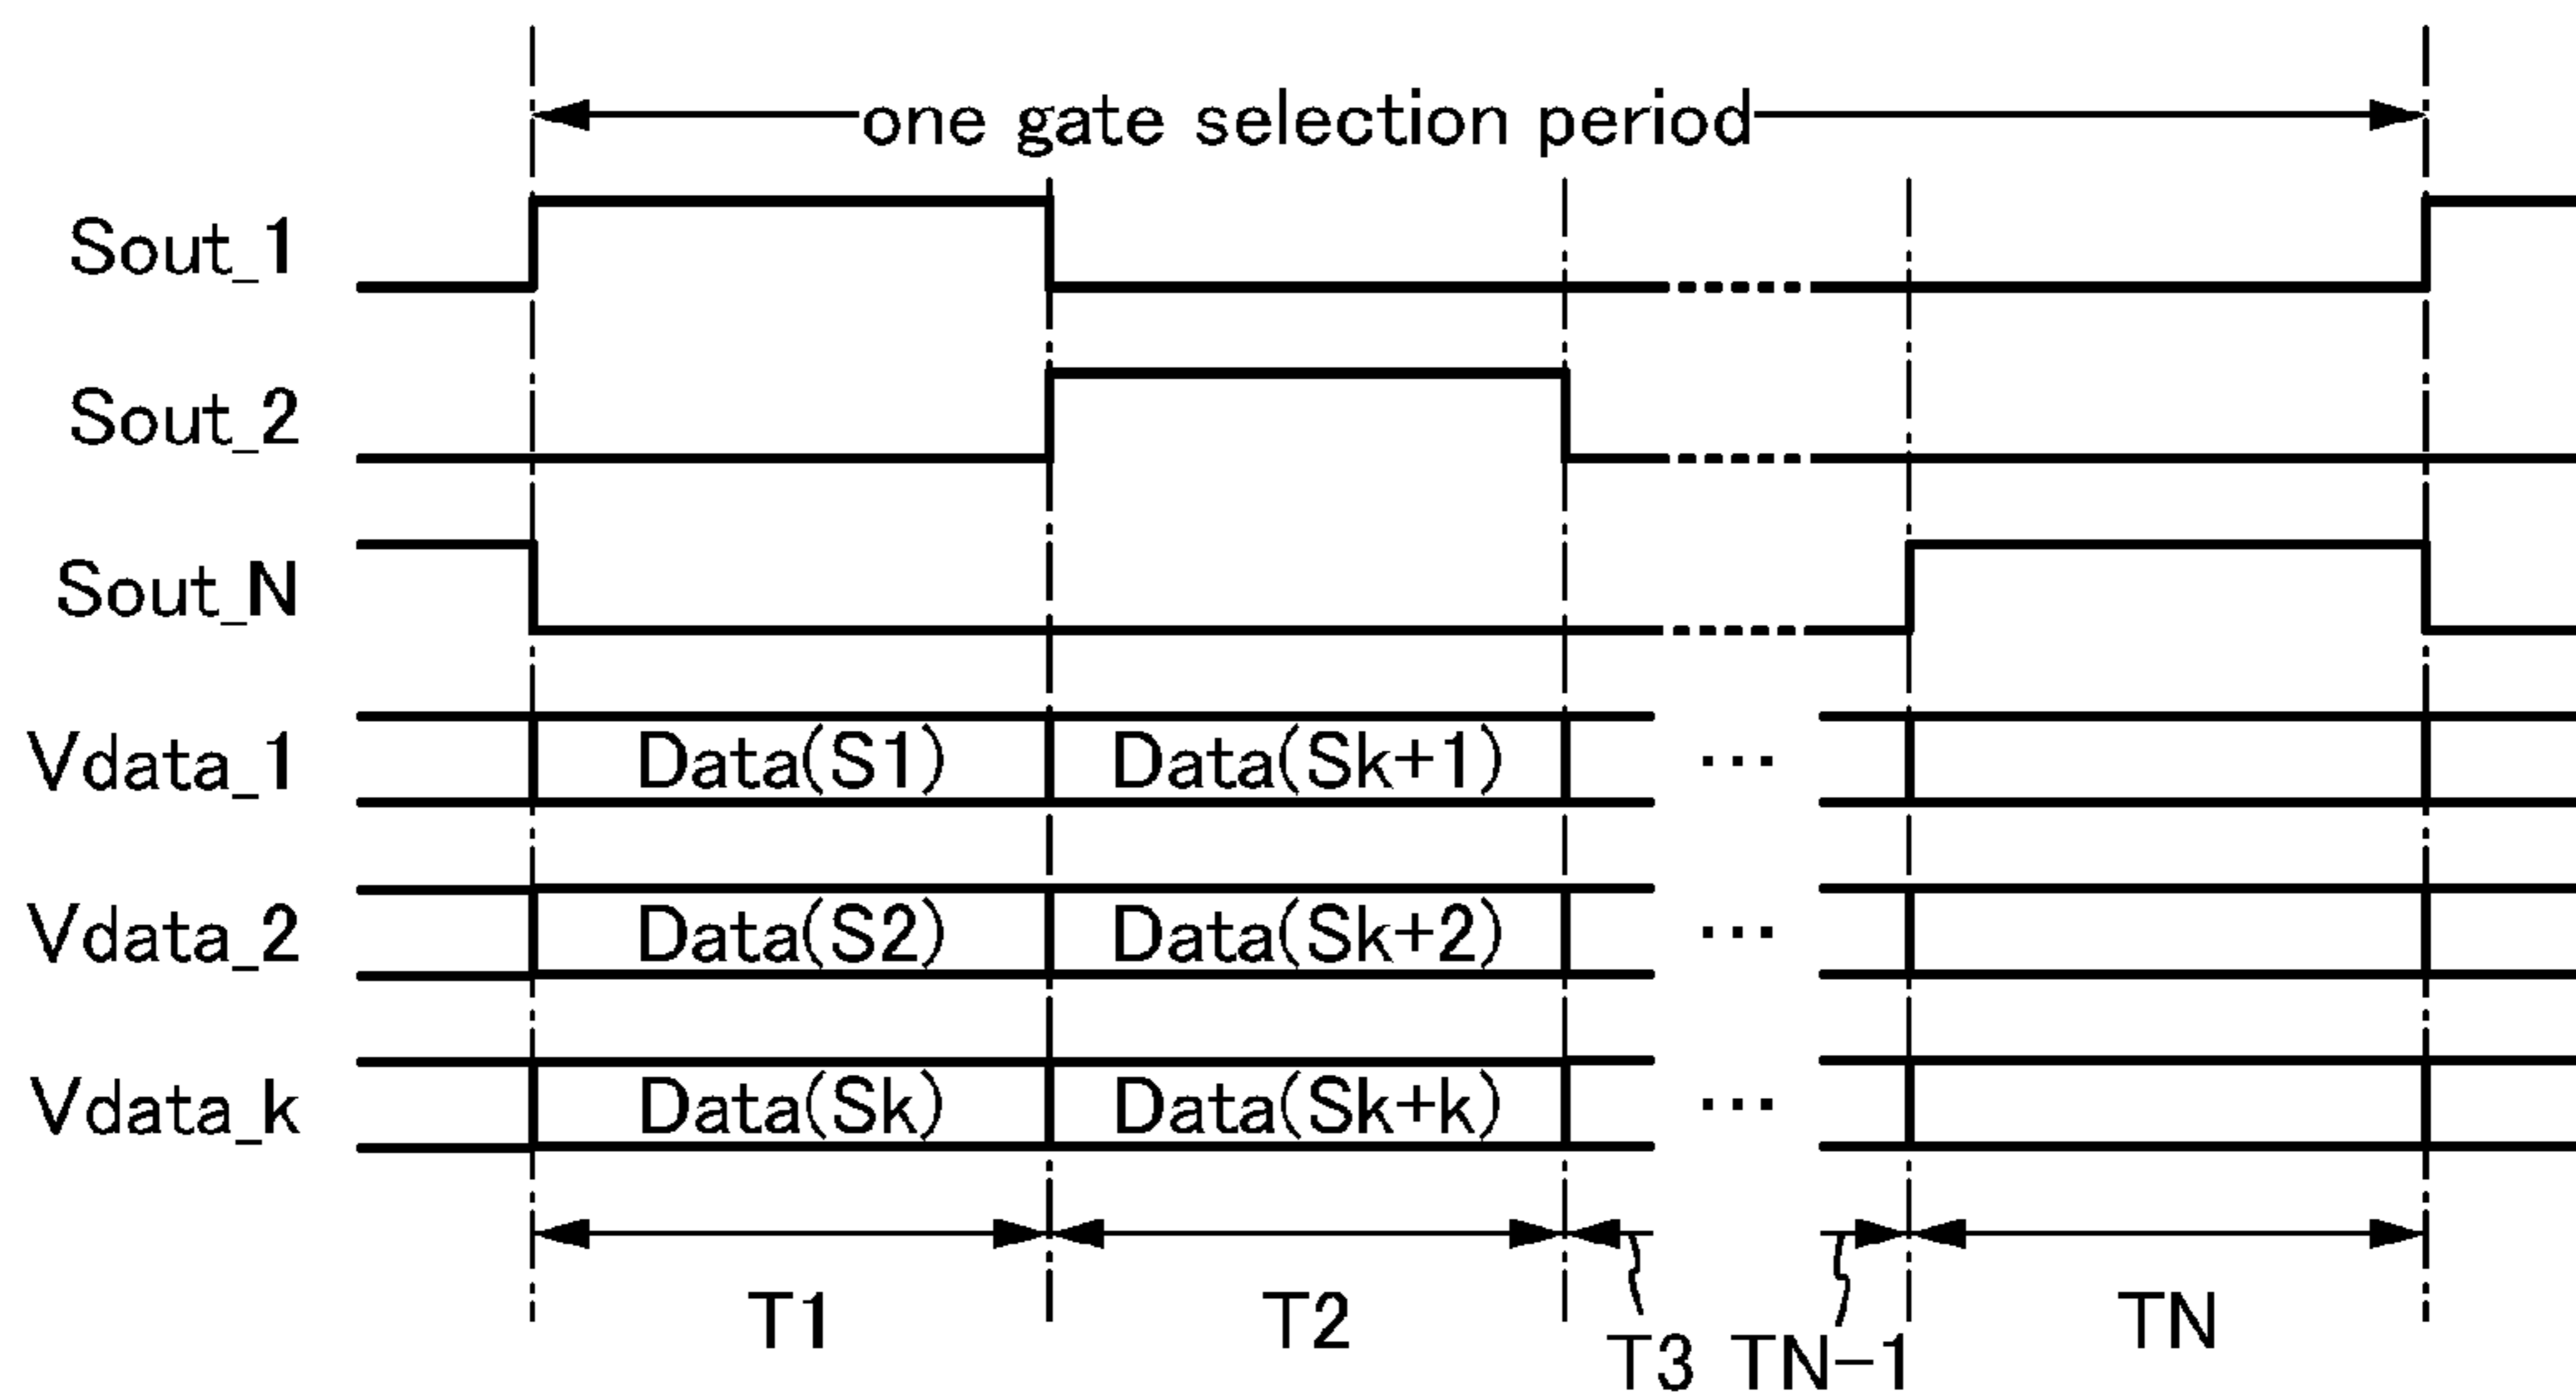 one gate selection period
Sout_1
Sout_2
Sout_N
Vdata_1 Data(S1) Data(Sk+1) ...
Vdata_2 Data(S2) Data(Sk+2) ...
Vdata_k Data(Sk) Data(Sk+k) ...
T1 T2 T3 TN-1 TN